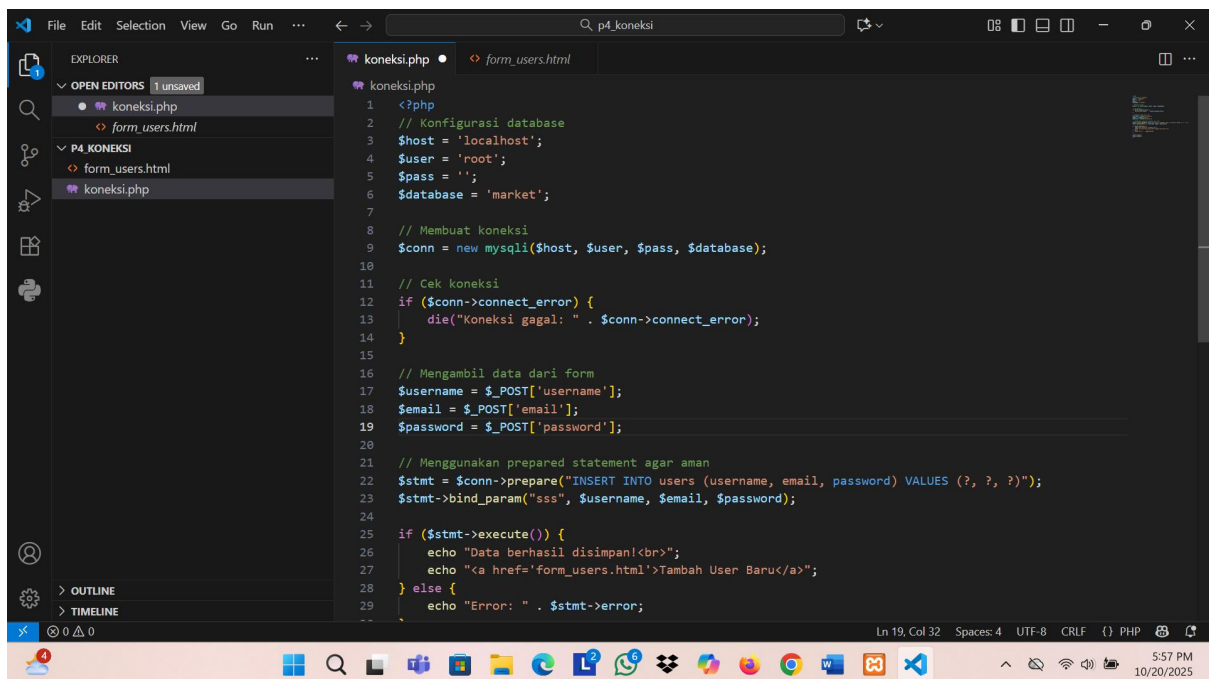 File Edit Selection View Go Run ··· p4_koneksi
EXPLORER ···
OPEN EDITORS 1 unsaved
koneksi.php
form_users.html
P4_KONEKSI
form_users.html
koneksi.php
OUTLINE
TIMELINE
koneksi.php form_users.html
koneksi.php
1 <?php
2 // Konfigurasi database
3 $host = 'localhost';
4 $user = 'root';
5 $pass = '';
6 $database = 'market';
7
8 // Membuat koneksi
9 $conn = new mysqli($host, $user, $pass, $database);
10
11 // Cek koneksi
12 if ($conn->connect_error) {
13 die("Koneksi gagal: " . $conn->connect_error);
14 }
15
16 // Mengambil data dari form
17 $username = $_POST['username'];
18 $email = $_POST['email'];
19 $password = $_POST['password'];
20
21 // Menggunakan prepared statement agar aman
22 $stmt = $conn->prepare("INSERT INTO users (username, email, password) VALUES (?, ?, ?)");
23 $stmt->bind_param("sss", $username, $email, $password);
24
25 if ($stmt->execute()) {
26 echo "Data berhasil disimpan!<br>";
27 echo "<a href='form_users.html'>Tambah User Baru</a>";
28 } else {
29 echo "Error: " . $stmt->error;
0 0 Ln 19, Col 32 Spaces: 4 UTF-8 CRLF {} PHP
5:57 PM
10/20/2025